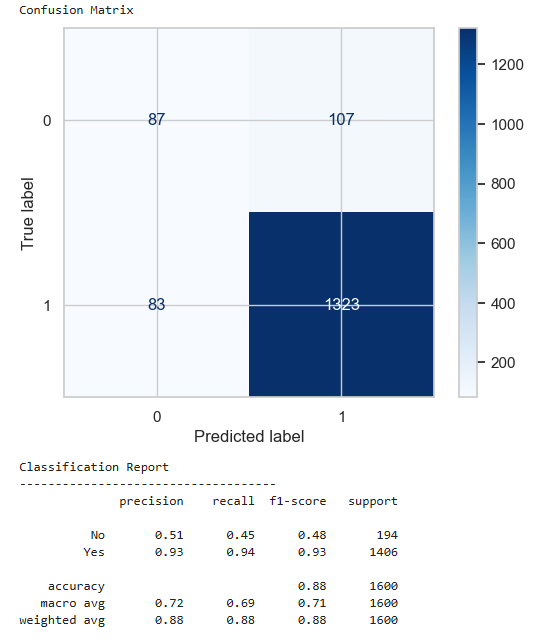 Confusion Matrix
0 87 107 1200
1000
800
600
1 83 1323 400
200
0 1
True label
Predicted label
Classification Report
------------------------------------
precision recall f1-score support
No 0.51 0.45 0.48 194
Yes 0.93 0.94 0.93 1406
accuracy 0.88 1600
macro avg 0.72 0.69 0.71 1600
weighted avg 0.88 0.88 0.88 1600